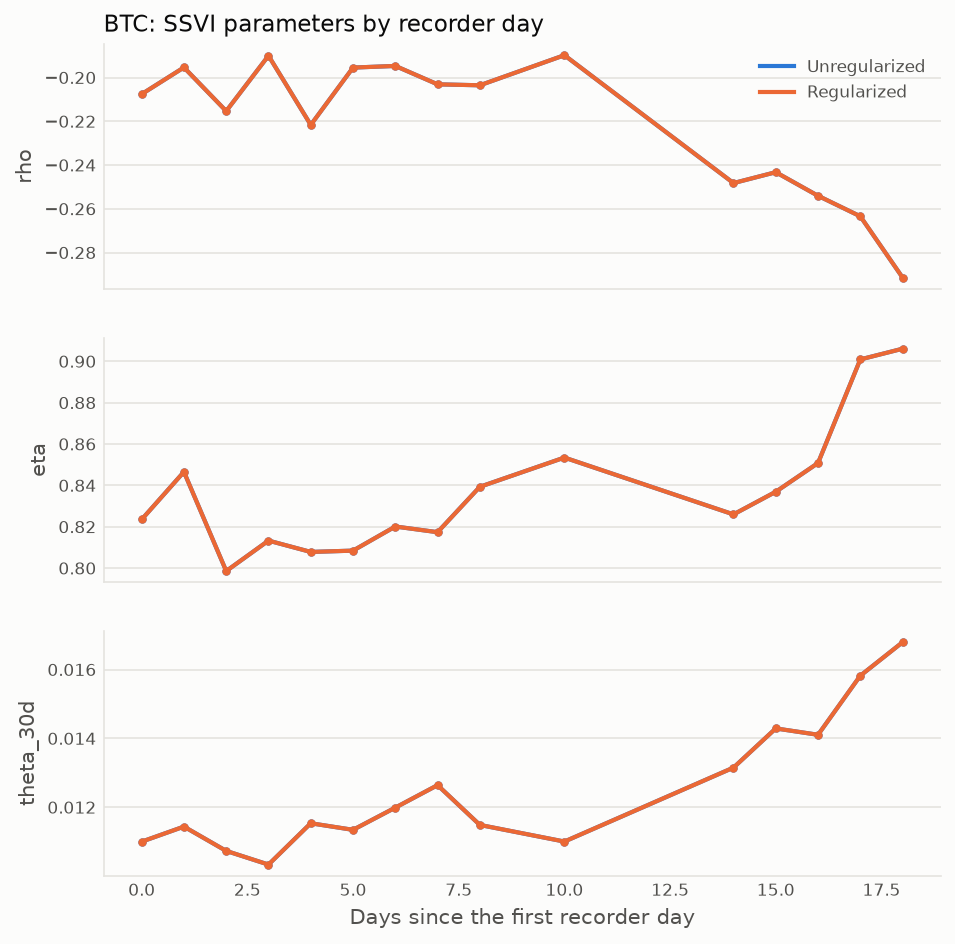 BTC: SSVI parameters by recorder day
Unregularized
Regularized
rho
−0.20
−0.22
−0.24
−0.26
−0.28
eta
0.90
0.88
0.86
0.84
0.82
0.80
theta_30d
0.016
0.014
0.012
0.0 2.5 5.0 7.5 10.0 12.5 15.0 17.5
Days since the first recorder day